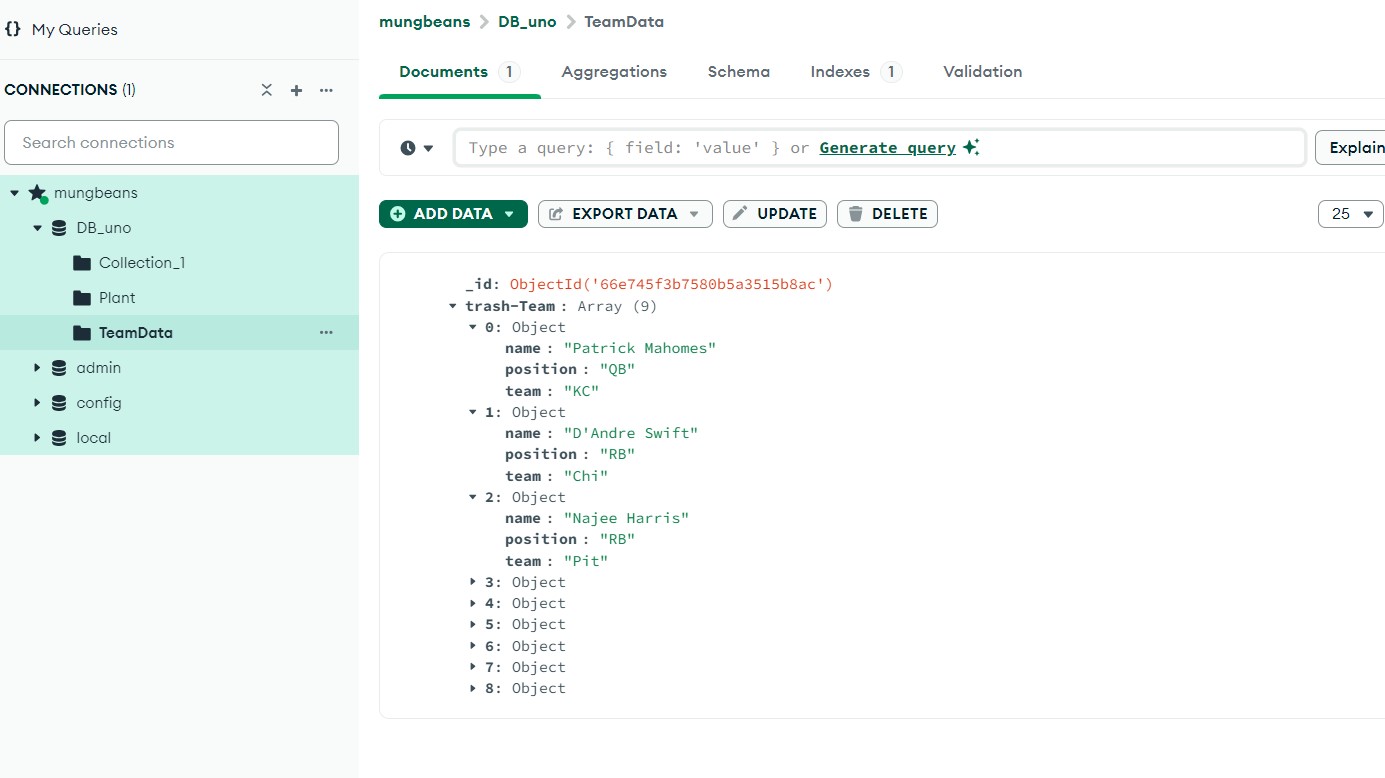 {} My Queries
CONNECTIONS (1)
Search connections
mungbeans
DB_uno
Collection_1
Plant
TeamData
admin
config
local
mungbeans > DB_uno > TeamData
Documents 1 Aggregations Schema Indexes 1 Validation
Type a query: { field: 'value' } or Generate query
Explain
ADD DATA EXPORT DATA UPDATE DELETE
25
_id: ObjectId('66e745f3b7580b5a3515b8ac')
trash-Team : Array (9)
0: Object
name : "Patrick Mahomes"
position : "QB"
team : "KC"
1: Object
name : "D'Andre Swift"
position : "RB"
team : "Chi"
2: Object
name : "Najee Harris"
position : "RB"
team : "Pit"
3: Object
4: Object
5: Object
6: Object
7: Object
8: Object